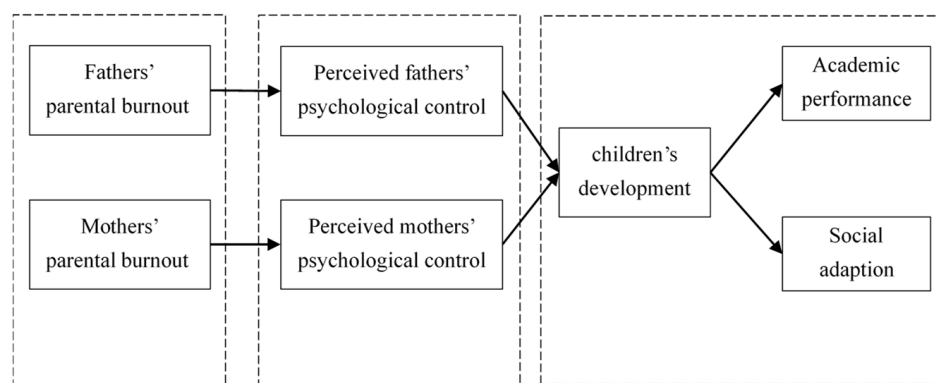 Fathers’
parental burnout
Perceived fathers’
psychological control
Academic
performance
children’s
development
Mothers’
parental burnout
Perceived mothers’
psychological control
Social
adaption